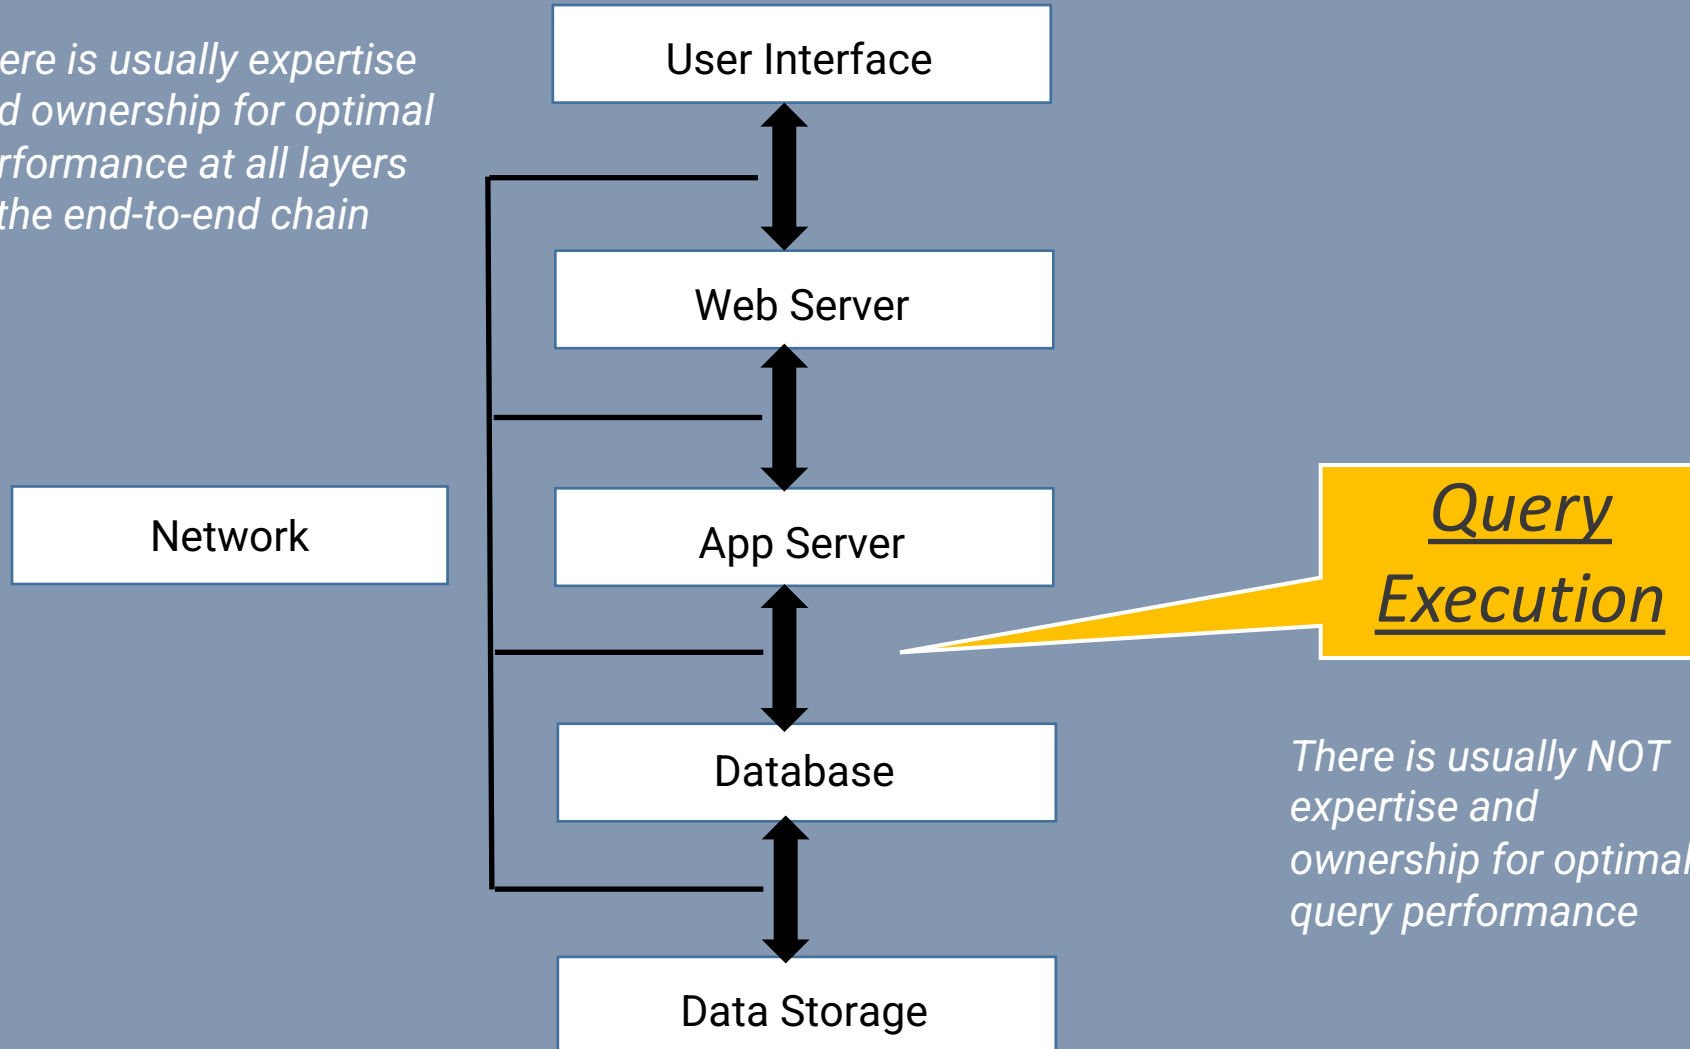 ere is usually expertise
d ownership for optimal
rformance at all layers
the end-to-end chain
User Interface
Web Server
Network
App Server
Query
Execution
Database
There is usually NOT
expertise and
ownership for optimal
query performance
Data Storage